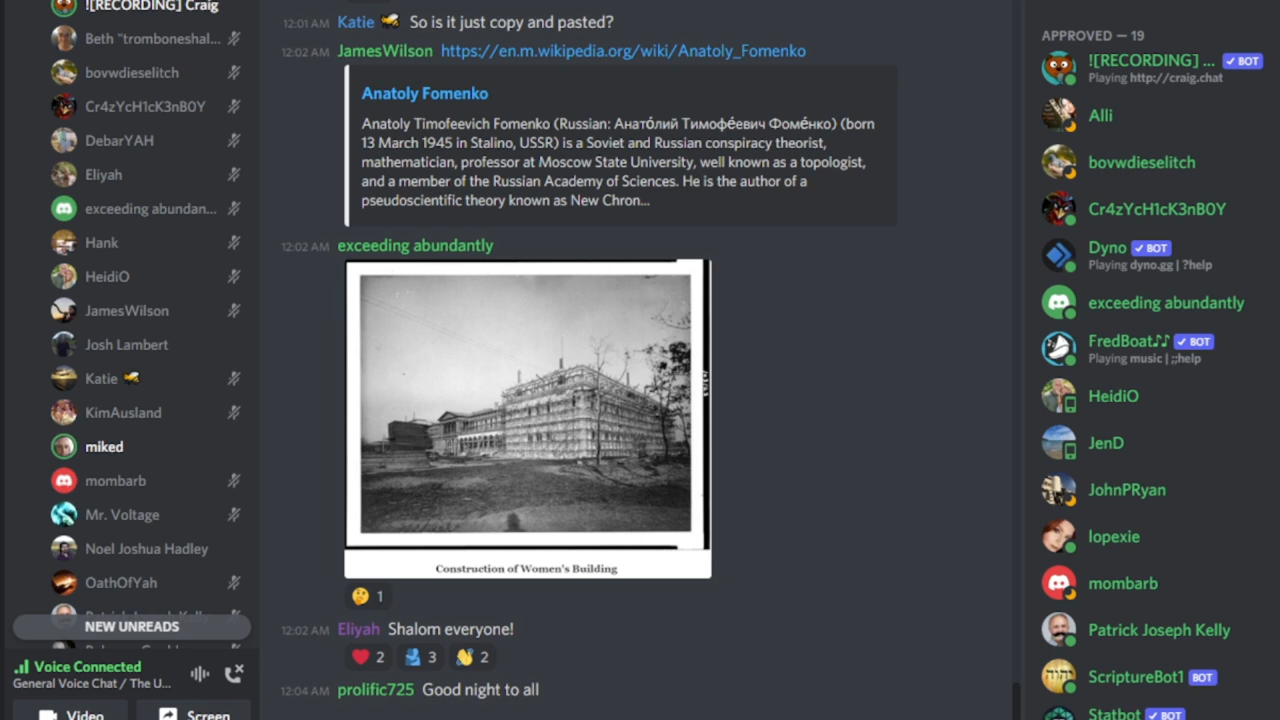 ![RECORDING] Craig
Beth "tromboneshal...
bovwdieselitch
Cr4zYcH1cK3nB0Y
DebarYAH
Eliyah
exceeding abundan...
Hank
HeidiO
JamesWilson
Josh Lambert
Katie
KimAusland
miked
mombarb
Mr. Voltage
Noel Joshua Hadley
OathOfYah
NEW UNREADS
Voice Connected
General Voice Chat / The U...
Video
Screen
12:01 AM Katie So is it just copy and pasted?
12:02 AM JamesWilson https://en.m.wikipedia.org/wiki/Anatoly_Fomenko
Anatoly Fomenko
Anatoly Timofeevich Fomenko (Russian: Анато́лий Тимофе́евич Фоме́нко) (born
13 March 1945 in Stalino, USSR) is a Soviet and Russian conspiracy theorist,
mathematician, professor at Moscow State University, well known as a topologist,
and a member of the Russian Academy of Sciences. He is the author of a
pseudoscientific theory known as New Chron...
12:02 AM exceeding abundantly
Construction of Women's Building
🤔 1
12:02 AM Eliyah Shalom everyone!
2 3 2
12:04 AM prolific725 Good night to all
APPROVED — 19
![RECORDING] ... BOT
Playing http://craig.chat
Alli
bovwdieselitch
Cr4zYcH1cK3nB0Y
Dyno BOT
Playing dyno.gg | ?help
exceeding abundantly
FredBoat♪♪ BOT
Playing music | ;;help
HeidiO
JenD
JohnPRyan
lopexie
mombarb
Patrick Joseph Kelly
ScriptureBot1 BOT
Statbot BOT